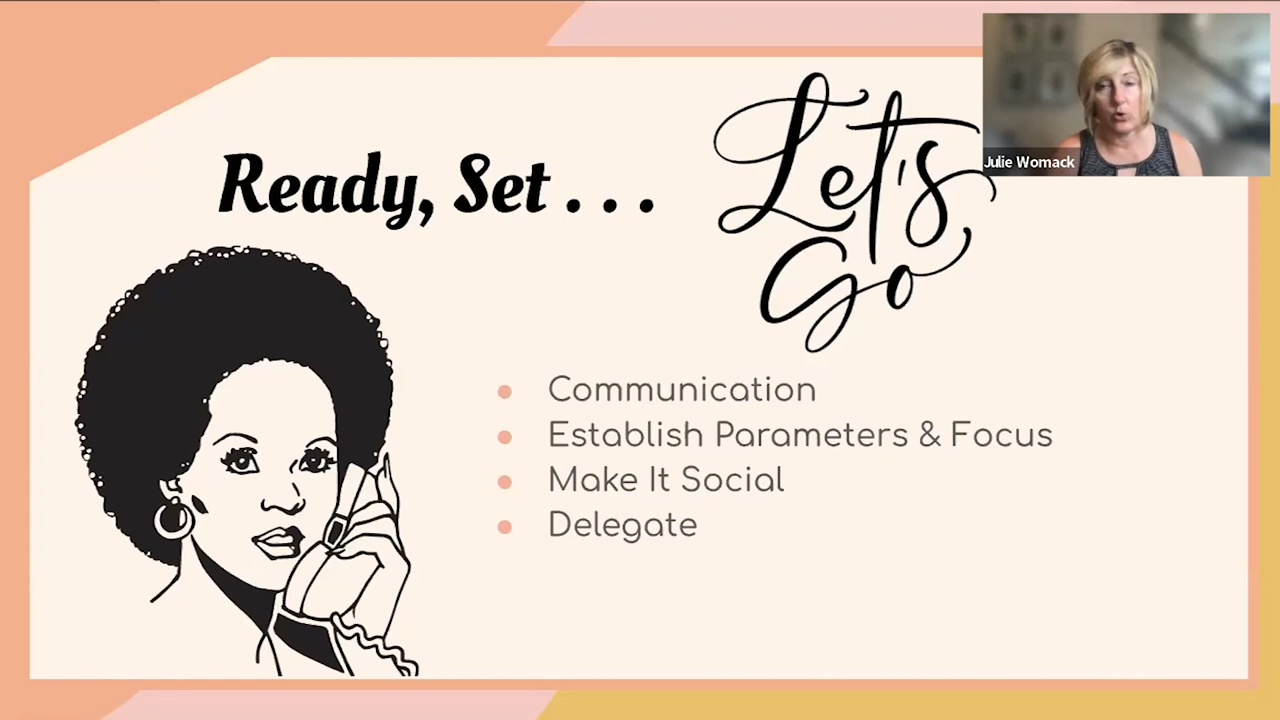 Ready, Set . . .
Let's
Go
Julie Womack
Communication
Establish Parameters & Focus
Make It Social
Delegate